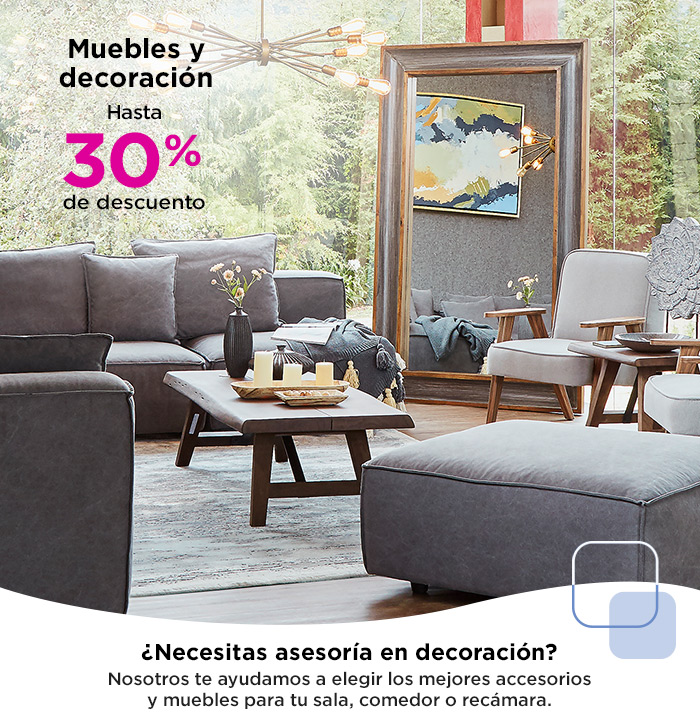 Muebles y
decoración
Hasta
30%
de descuento
¿Necesitas asesoría en decoración?
Nosotros te ayudamos a elegir los mejores accesorios
y muebles para tu sala, comedor o recámara.